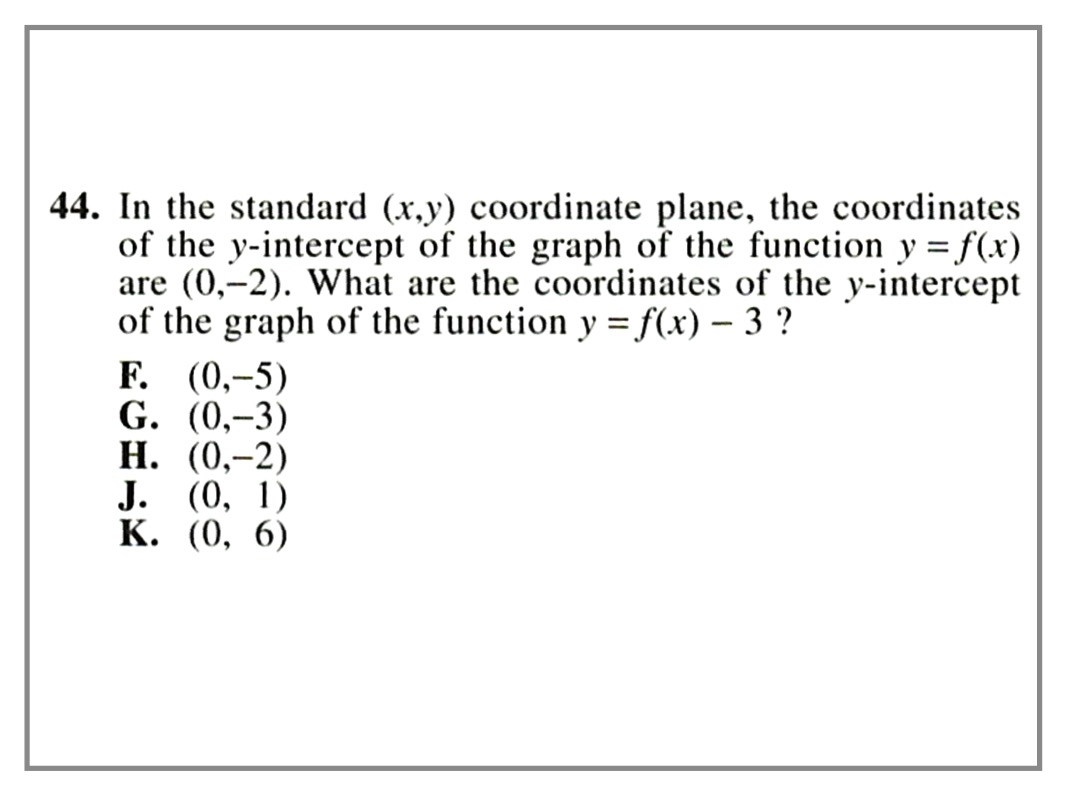 44. In the standard (x,y) coordinate plane, the coordinates
of the y-intercept of the graph of the function y = f(x)
are (0,−2). What are the coordinates of the y-intercept
of the graph of the function y = f(x) − 3 ?
F. (0,−5)
G. (0,−3)
H. (0,−2)
J. (0, 1)
K. (0, 6)